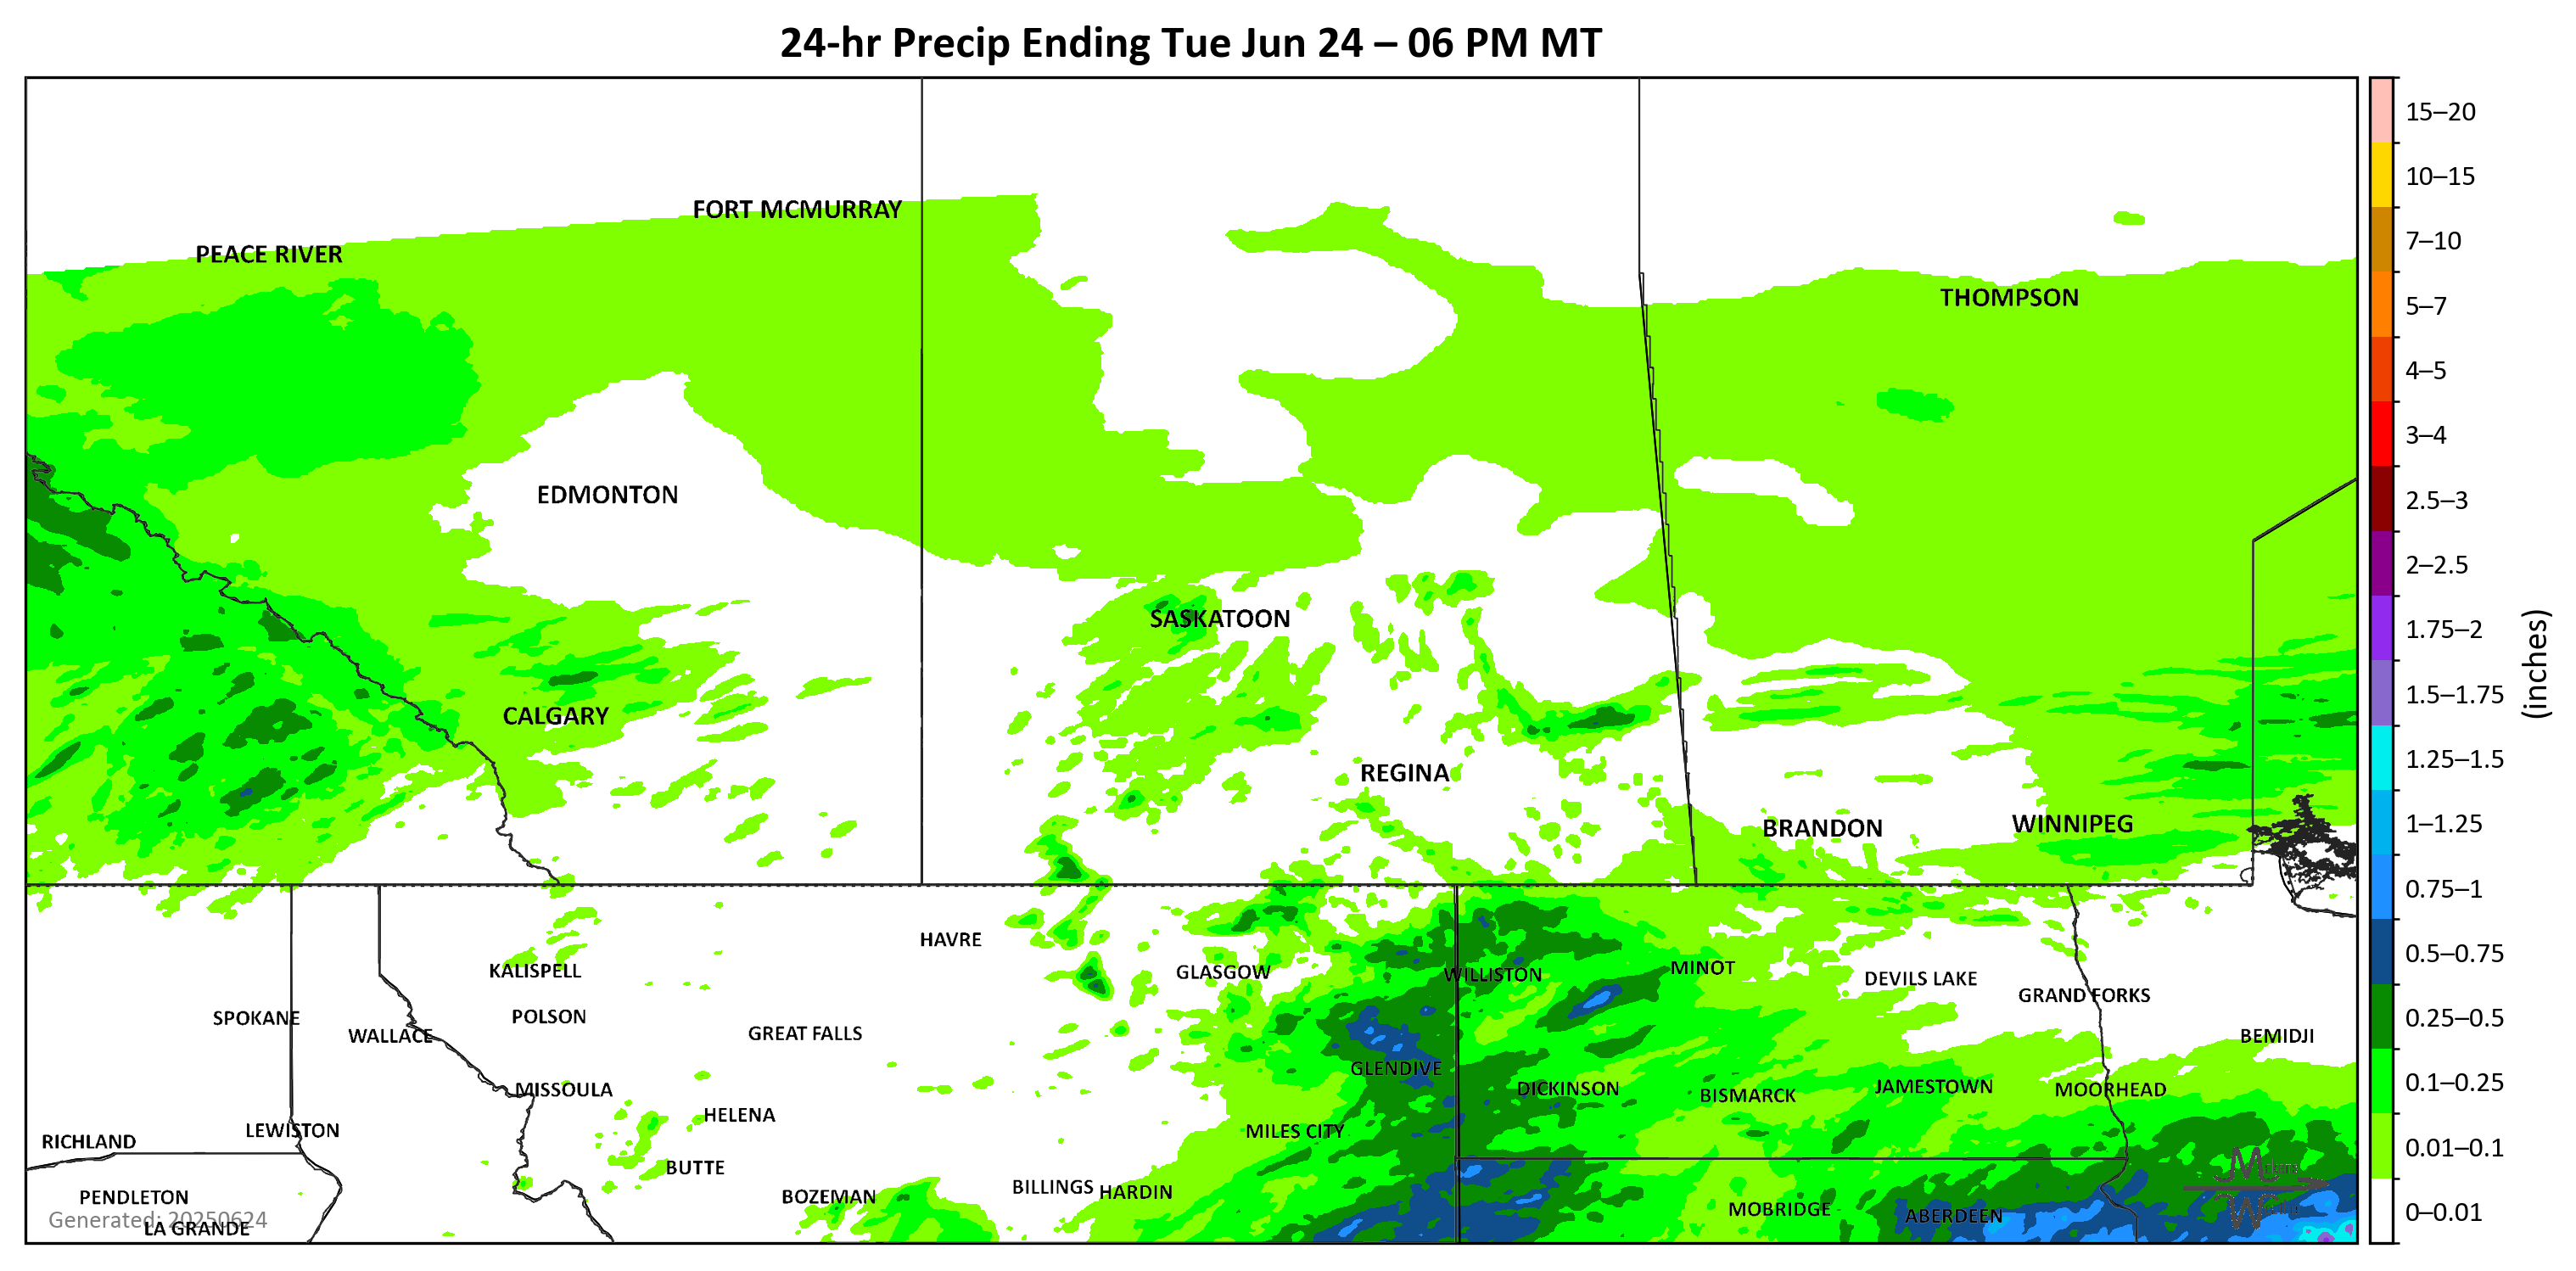 24-hr Precip Ending Tue Jun 24 – 06 PM MT
15–20
10–15
FORT MCMURRAY
7–10
PEACE RIVER
THOMPSON
5–7
4–5
3–4
EDMONTON
2.5–3
2–2.5
SASKATOON
1.75–2
(inches)
1.5–1.75
CALGARY
1.25–1.5
REGINA
BRANDON
WINNIPEG
1–1.25
0.75–1
HAVRE
0.5–0.75
KALISPELL
GLASGOW
WILLISTON
MINOT
DEVILS LAKE
GRAND FORKS
SPOKANE
POLSON
0.25–0.5
WALLACE
GREAT FALLS
BEMIDJI
GLENDIVE
0.1–0.25
MISSOULA
DICKINSON
BISMARCK
JAMESTOWN
MOORHEAD
HELENA
RICHLAND
LEWISTON
MILES CITY
0.01–0.1
BUTTE
PENDLETON
BOZEMAN
BILLINGS
HARDIN
MOBRIDGE
ABERDEEN
0–0.01
Generated: 20250624
LA GRANDE